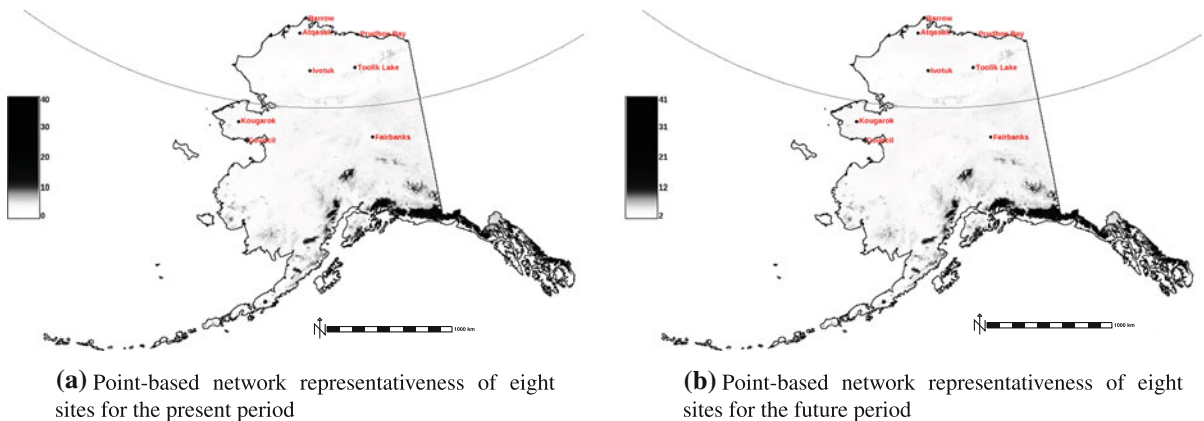 Barrow
Atqasuk
Prudhoe Bay
Ivotuk
Toolik Lake
Kougarok
Council
Fairbanks
40
30
20
10
0
N
1000 km
(a) Point-based network representativeness of eight
sites for the present period
Barrow
Atqasuk
Prudhoe Bay
Ivotuk
Toolik Lake
Kougarok
Council
Fairbanks
41
31
21
12
2
N
1000 km
(b) Point-based network representativeness of eight
sites for the future period